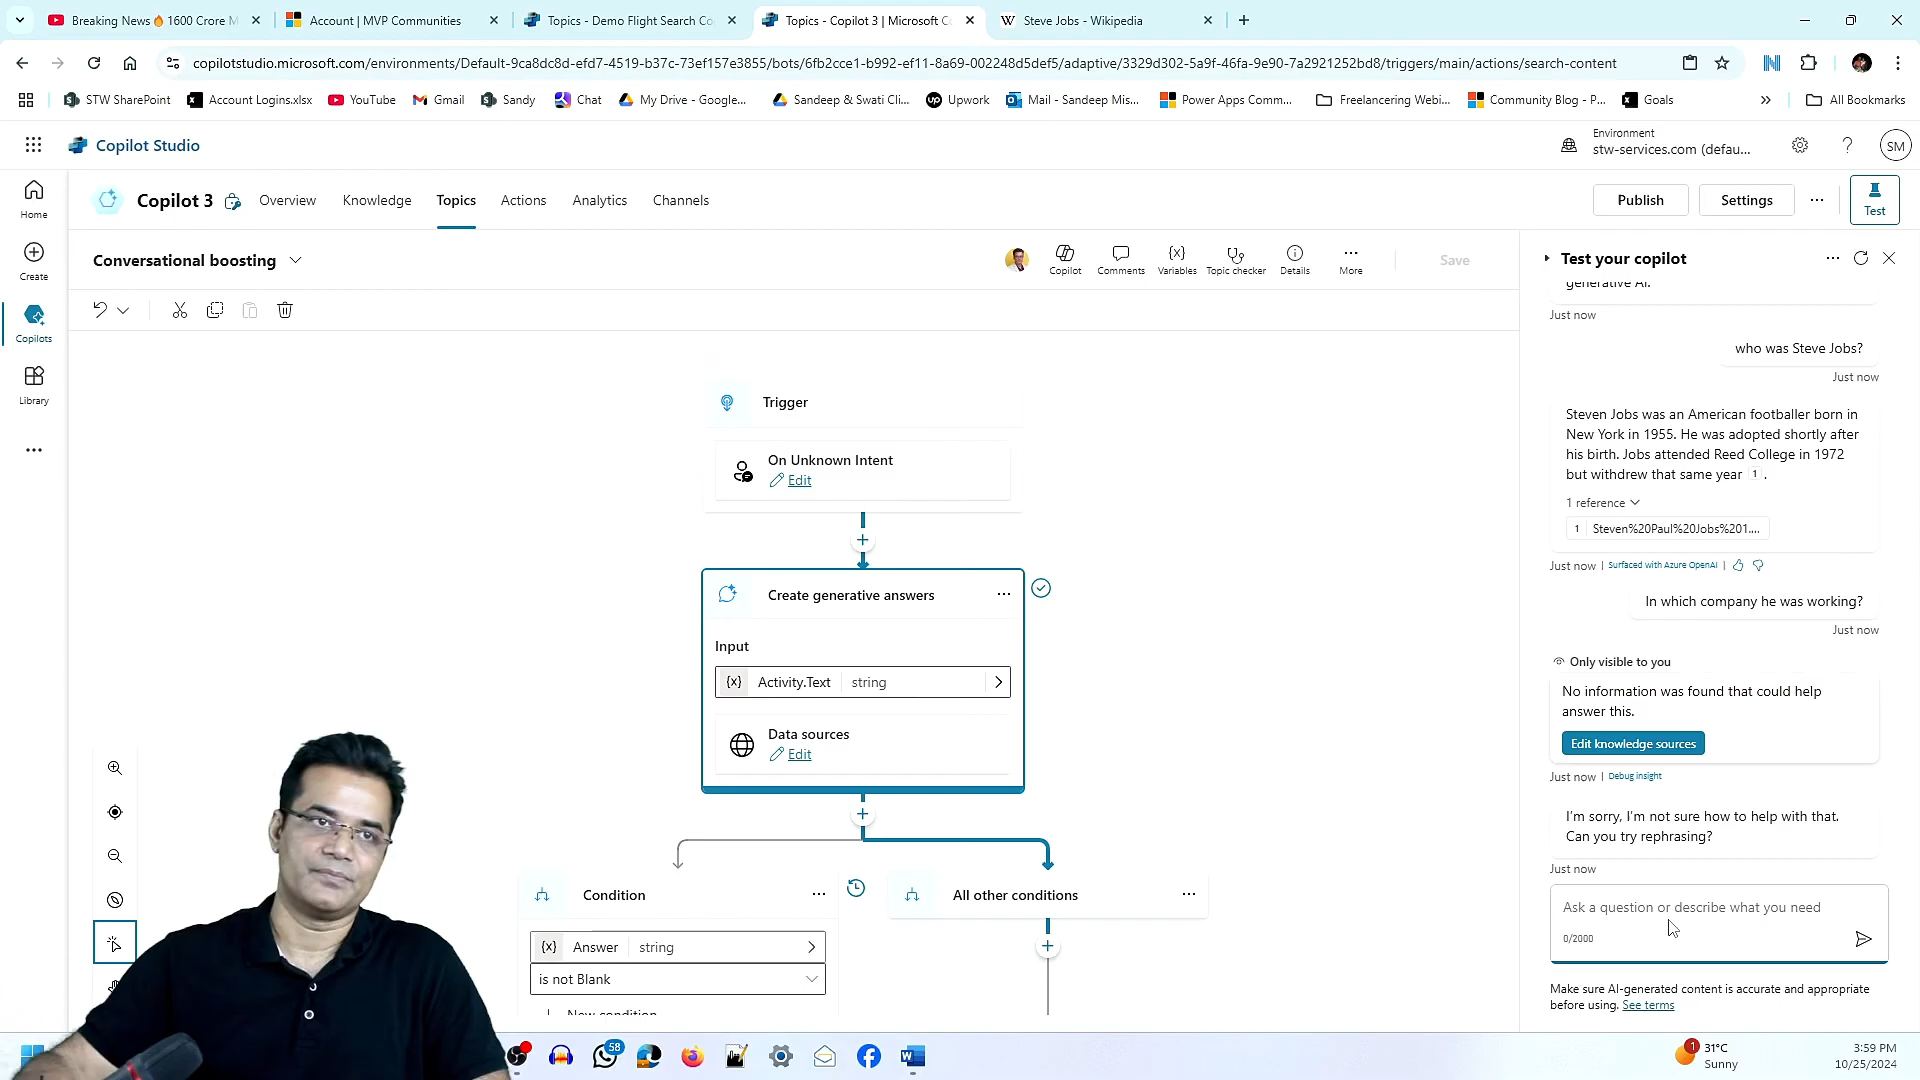 Breaking News 🔥 1600 Crore M
Account | MVP Communities
Topics - Demo Flight Search Co
Topics - Copilot 3 | Microsoft Co
Steve Jobs - Wikipedia
copilotstudio.microsoft.com/environments/Default-9ca8dc8d-efd7-4519-b37c-73ef157e3855/bots/6fb2cce1-b992-ef11-8a69-002248d5def5/adaptive/3329d302-5a9f-46fa-9e90-7a2921252bd8/triggers/main/actions/search-content
STW SharePoint
Account Logins.xlsx
YouTube
Gmail
Sandy
Chat
My Drive - Google...
Sandeep & Swati Cli...
Upwork
Mail - Sandeep Mis...
Power Apps Comm...
Freelancering Webi...
Community Blog - P...
Goals
All Bookmarks
Copilot Studio
Environment
stw-services.com (defau...
SM
Home
Create
Copilots
Library
Copilot 3
Overview
Knowledge
Topics
Actions
Analytics
Channels
Publish
Settings
Test
Conversational boosting
Copilot
Comments
Variables
Topic checker
Details
More
Save
Trigger
On Unknown Intent
Edit
Create generative answers
Input
{x} Activity.Text string
Data sources
Edit
Condition
{x} Answer string
is not Blank
New condition
All other conditions
Test your copilot
generative AI.
Just now
who was Steve Jobs?
Just now
Steven Jobs was an American footballer born in
New York in 1955. He was adopted shortly after
his birth. Jobs attended Reed College in 1972
but withdrew that same year 1 .
1 reference
1 Steven%20Paul%20Jobs%201....
Just now | Surfaced with Azure OpenAI |
In which company he was working?
Just now
Only visible to you
No information was found that could help
answer this.
Edit knowledge sources
Just now | Debug insight
I'm sorry, I'm not sure how to help with that.
Can you try rephrasing?
Just now
Ask a question or describe what you need
0/2000
Make sure AI-generated content is accurate and appropriate
before using. See terms
58
1
31°C
Sunny
3:59 PM
10/25/2024